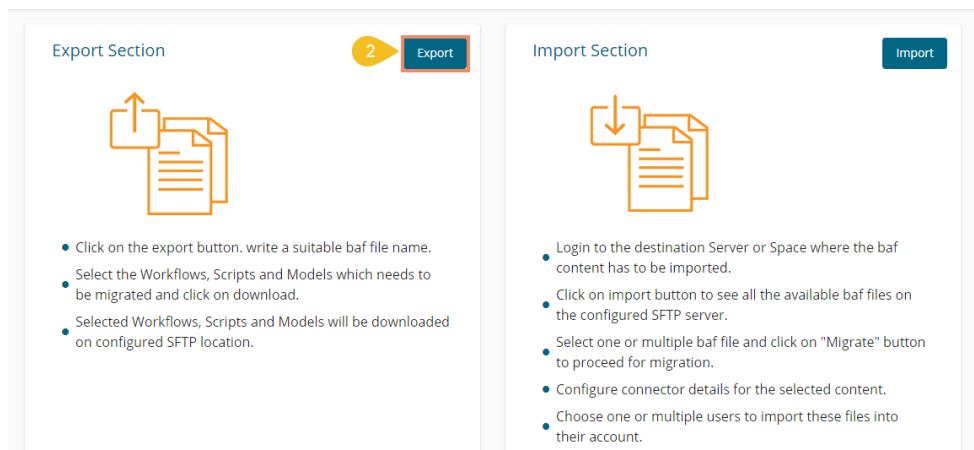 Export Section
2
Export
Click on the export button. write a suitable baf file name.
Select the Workflows, Scripts and Models which needs to
be migrated and click on download.
Selected Workflows, Scripts and Models will be downloaded
on configured SFTP location.
Import Section
Import
Login to the destination Server or Space where the baf
content has to be imported.
Click on import button to see all the available baf files on
the configured SFTP server.
Select one or multiple baf file and click on "Migrate" button
to proceed for migration.
Configure connector details for the selected content.
Choose one or multiple users to import these files into
their account.